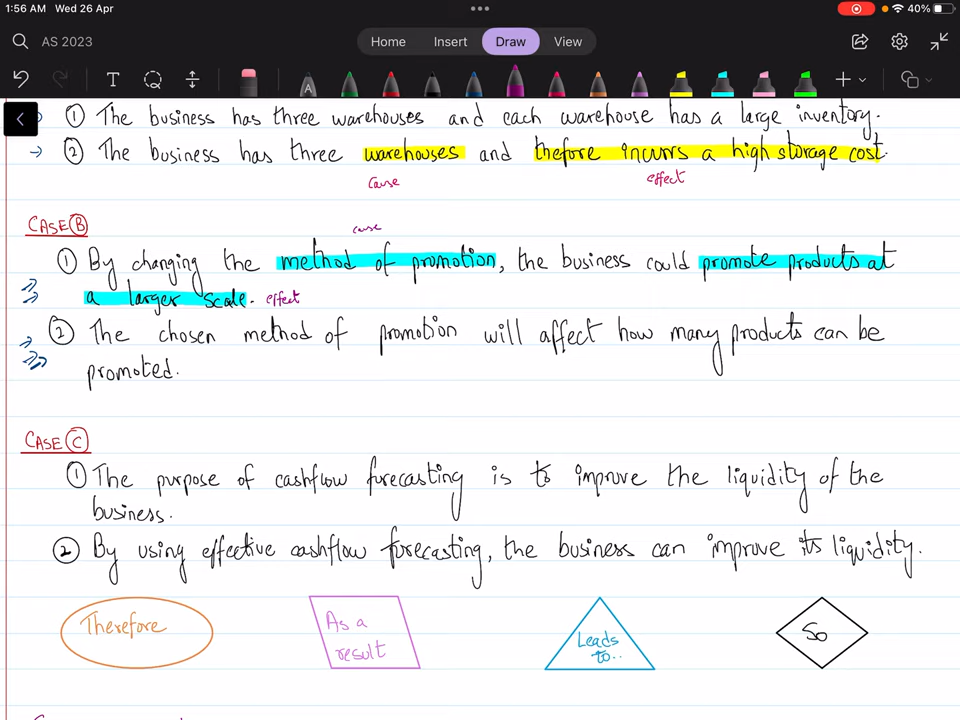 1:56 AM Wed 26 Apr
40%
AS 2023
Home Insert Draw View
① The business has three warehouses and each warehouse has a large inventory.
② The business has three warehouses and thefore incurs a high storage cost.
cause effect
CASE Ⓑ
cause
① By changing the method of promotion, the business could promote products at
a larger scale. effect
② The chosen method of promotion will affect how many products can be
promoted.
CASE Ⓒ
① The purpose of cashflow forecasting is to improve the liquidity of the
business.
② By using effective cashflow forecasting, the business can improve its liquidity.
Therefore
As a
result
Leads
to..
So